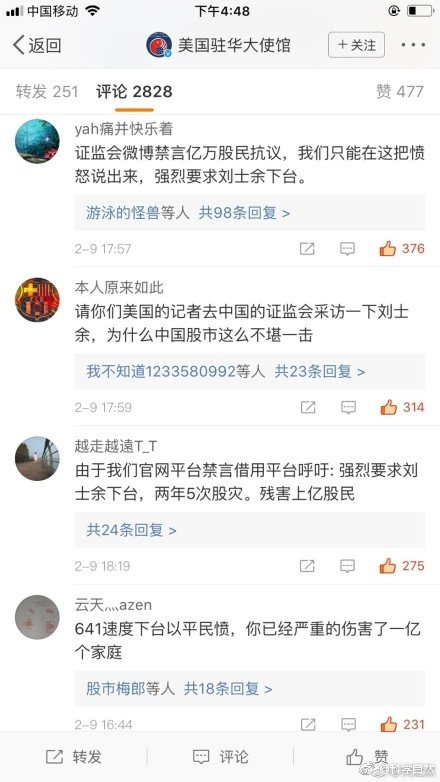 中国移动 下午4:48
返回 美国驻华大使馆 +关注
转发 251 评论 2828 赞 477
yah痛并快乐着
证监会微博禁言亿万股民抗议，我们只能在这把愤
怒说出来，强烈要求刘士余下台。
游泳的怪兽等人 共98条回复 >
2-9 17:57 376
本人原来如此
请你们美国的记者去中国的证监会采访一下刘士
余，为什么中国股市这么不堪一击
我不知道1233580992等人 共23条回复 >
2-9 17:59 314
越走越遠T_T
由于我们官网平台禁言借用平台呼吁: 强烈要求刘
士余下台，两年5次股灾。残害上亿股民
共24条回复 >
2-9 18:19 275
云天灬azen
641速度下台以平民愤，你已经严重的伤害了一亿
个家庭
股市梅郎等人 共18条回复 >
2-9 16:44 231
转发 评论 赞